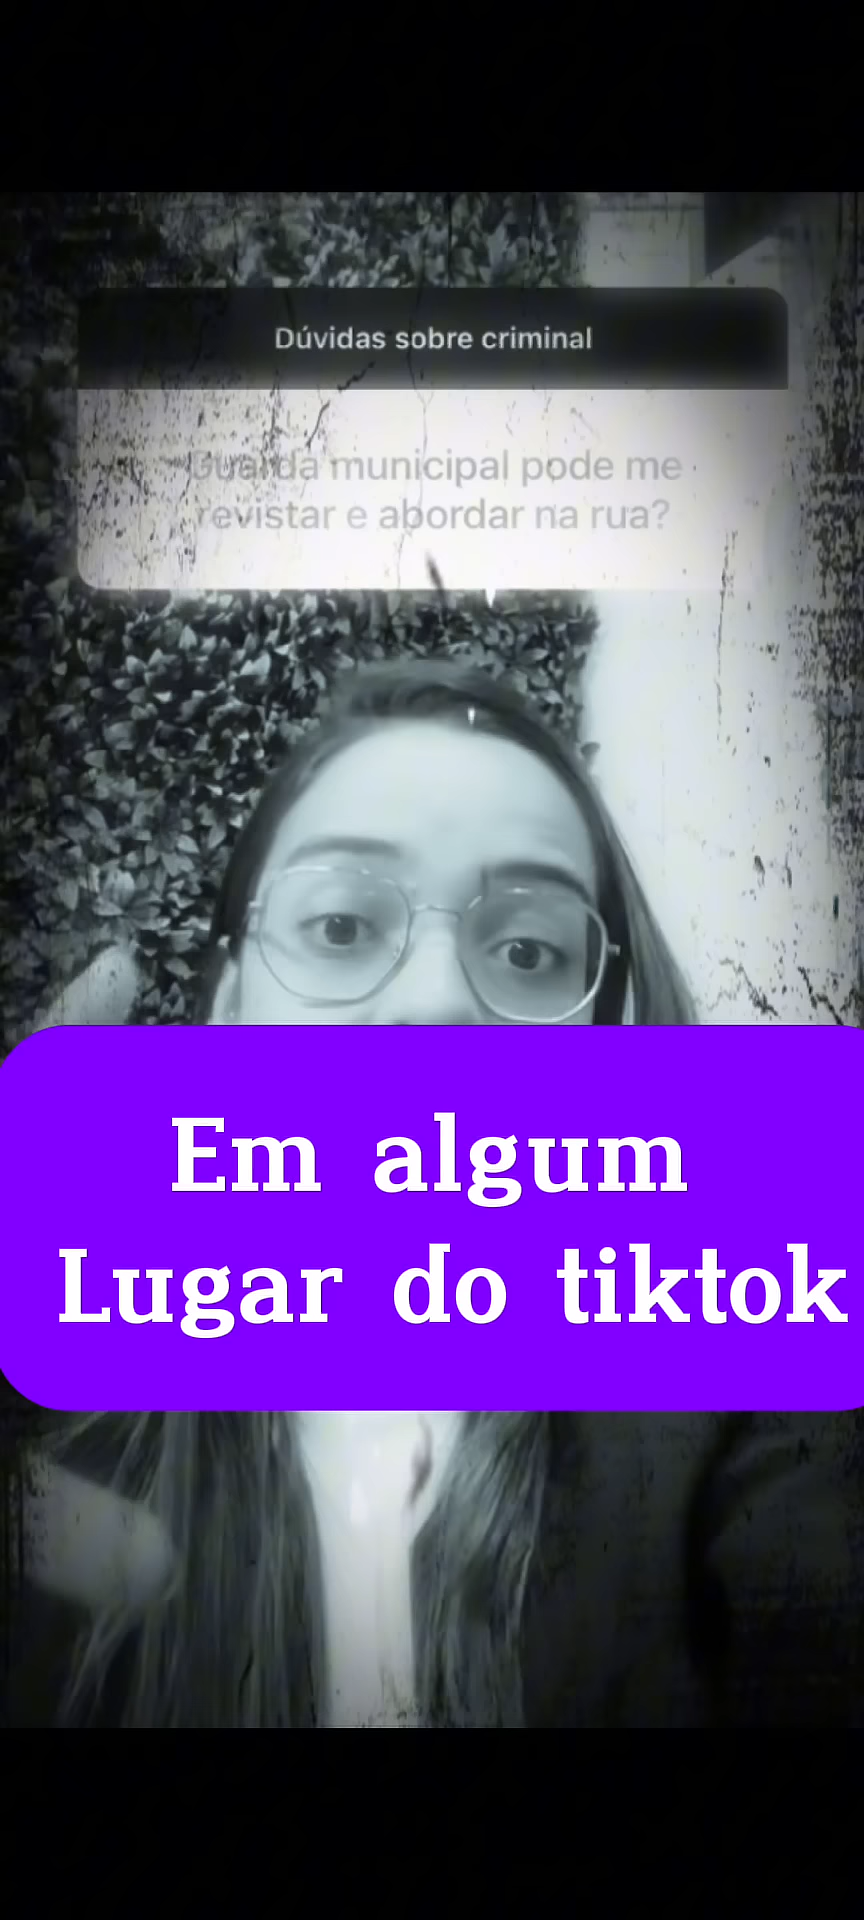 Dúvidas sobre criminal
Guarda municipal pode me
revistar e abordar na rua?
Em algum
Lugar do tiktok